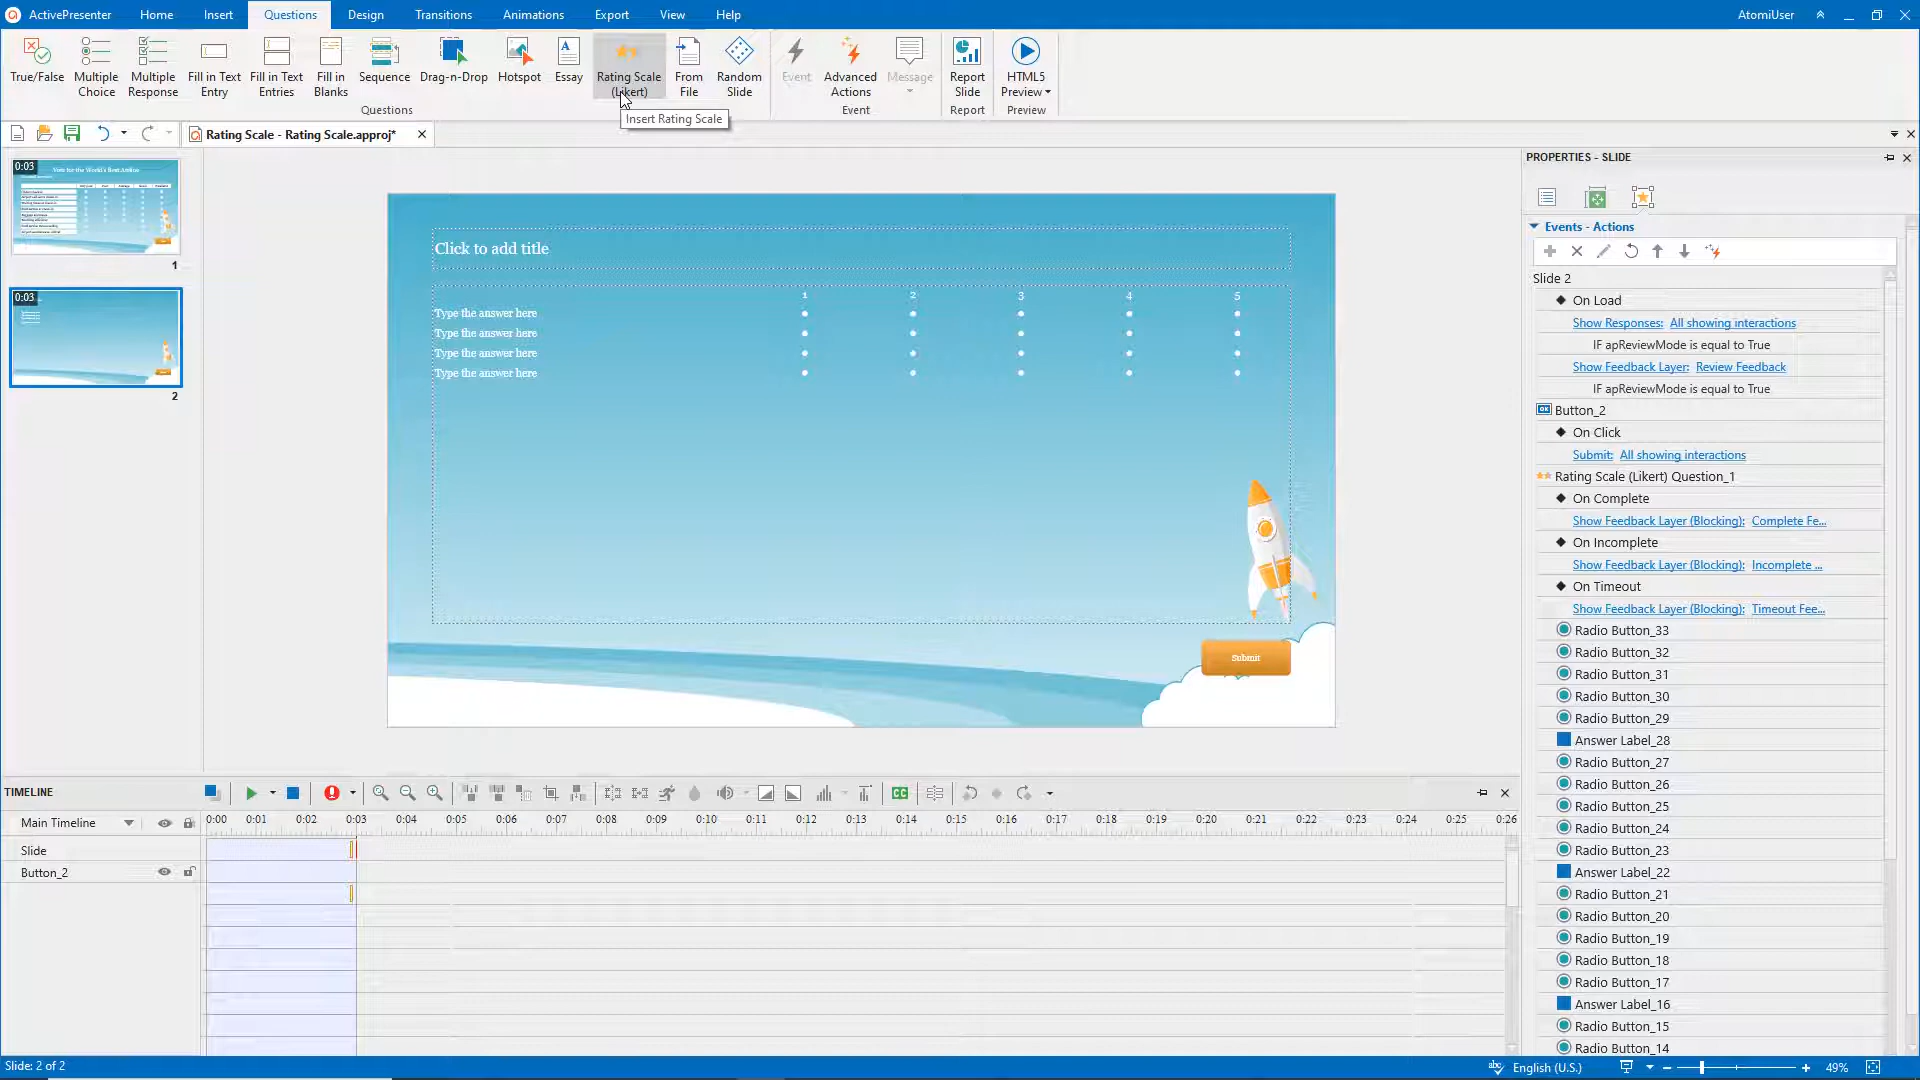 ActivePresenter Home Insert Questions Design Transitions Animations Export View Help AtomiUser
True/False
Multiple Choice
Multiple Response
Fill in Text Entry
Fill in Text Entries
Fill in Blanks
Sequence
Drag-n-Drop
Hotspot
Essay
Rating Scale (Likert)
From File
Random Slide
Event
Advanced Actions
Message
Report Slide
HTML5 Preview
Questions Event Report Preview
Insert Rating Scale
Rating Scale - Rating Scale.approj*
0:03
Vote for the World's Best Airline
1
0:03
2
Click to add title
1 2 3 4 5
Type the answer here
Type the answer here
Type the answer here
Type the answer here
Submit
PROPERTIES - SLIDE
Events - Actions
Slide 2
On Load
Show Responses: All showing interactions
IF apReviewMode is equal to True
Show Feedback Layer: Review Feedback
IF apReviewMode is equal to True
OK Button_2
On Click
Submit: All showing interactions
Rating Scale (Likert) Question_1
On Complete
Show Feedback Layer (Blocking): Complete Fe...
On Incomplete
Show Feedback Layer (Blocking): Incomplete ...
On Timeout
Show Feedback Layer (Blocking): Timeout Fee...
Radio Button_33
Radio Button_32
Radio Button_31
Radio Button_30
Radio Button_29
Answer Label_28
Radio Button_27
Radio Button_26
Radio Button_25
Radio Button_24
Radio Button_23
Answer Label_22
Radio Button_21
Radio Button_20
Radio Button_19
Radio Button_18
Radio Button_17
Answer Label_16
Radio Button_15
Radio Button_14
TIMELINE
CC
Main Timeline 0:00 0:01 0:02 0:03 0:04 0:05 0:06 0:07 0:08 0:09 0:10 0:11 0:12 0:13 0:14 0:15 0:16 0:17 0:18 0:19 0:20 0:21 0:22 0:23 0:24 0:25 0:26
Slide
Button_2
Slide: 2 of 2 English (U.S.) 49%